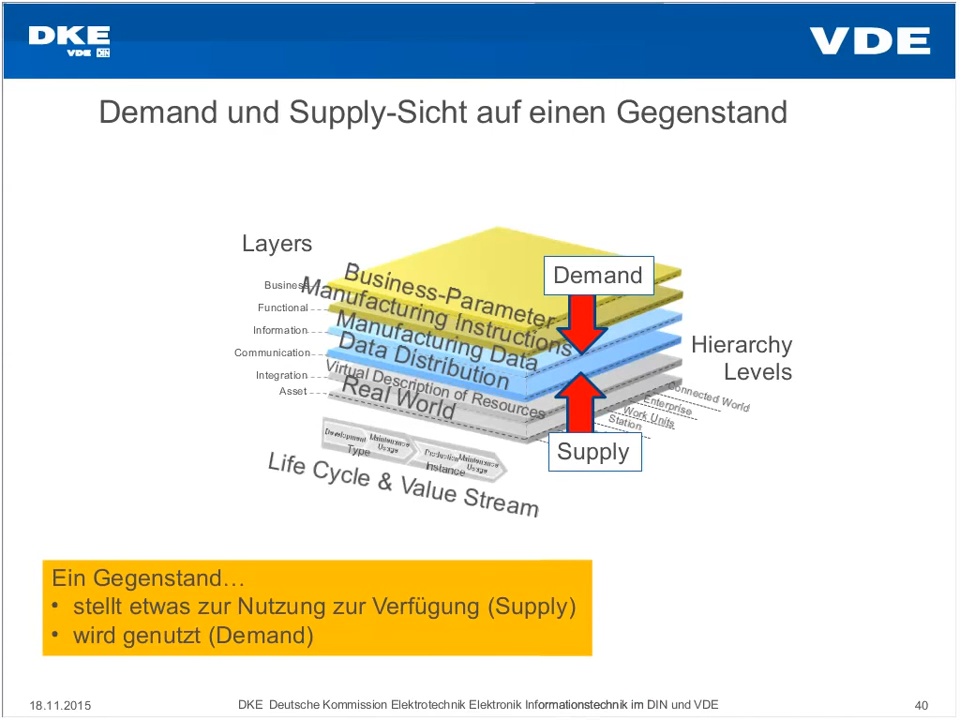 DKE
VDE DIN
VDE
Demand und Supply-Sicht auf einen Gegenstand
Layers
Business
Functional
Information
Communication
Integration
Asset
Business-Parameter
Manufacturing Instructions
Manufacturing Data
Data Distribution
Virtual Description of Resources
Real World
Demand
Supply
Hierarchy
Levels
Connected World
Enterprise
Work Units
Station
Development
Maintenance
Usage
Type
Production
Maintenance
Usage
Instance
Life Cycle & Value Stream
Ein Gegenstand…
• stellt etwas zur Nutzung zur Verfügung (Supply)
• wird genutzt (Demand)
18.11.2015
DKE Deutsche Kommission Elektrotechnik Elektronik Informationstechnik im DIN und VDE
40